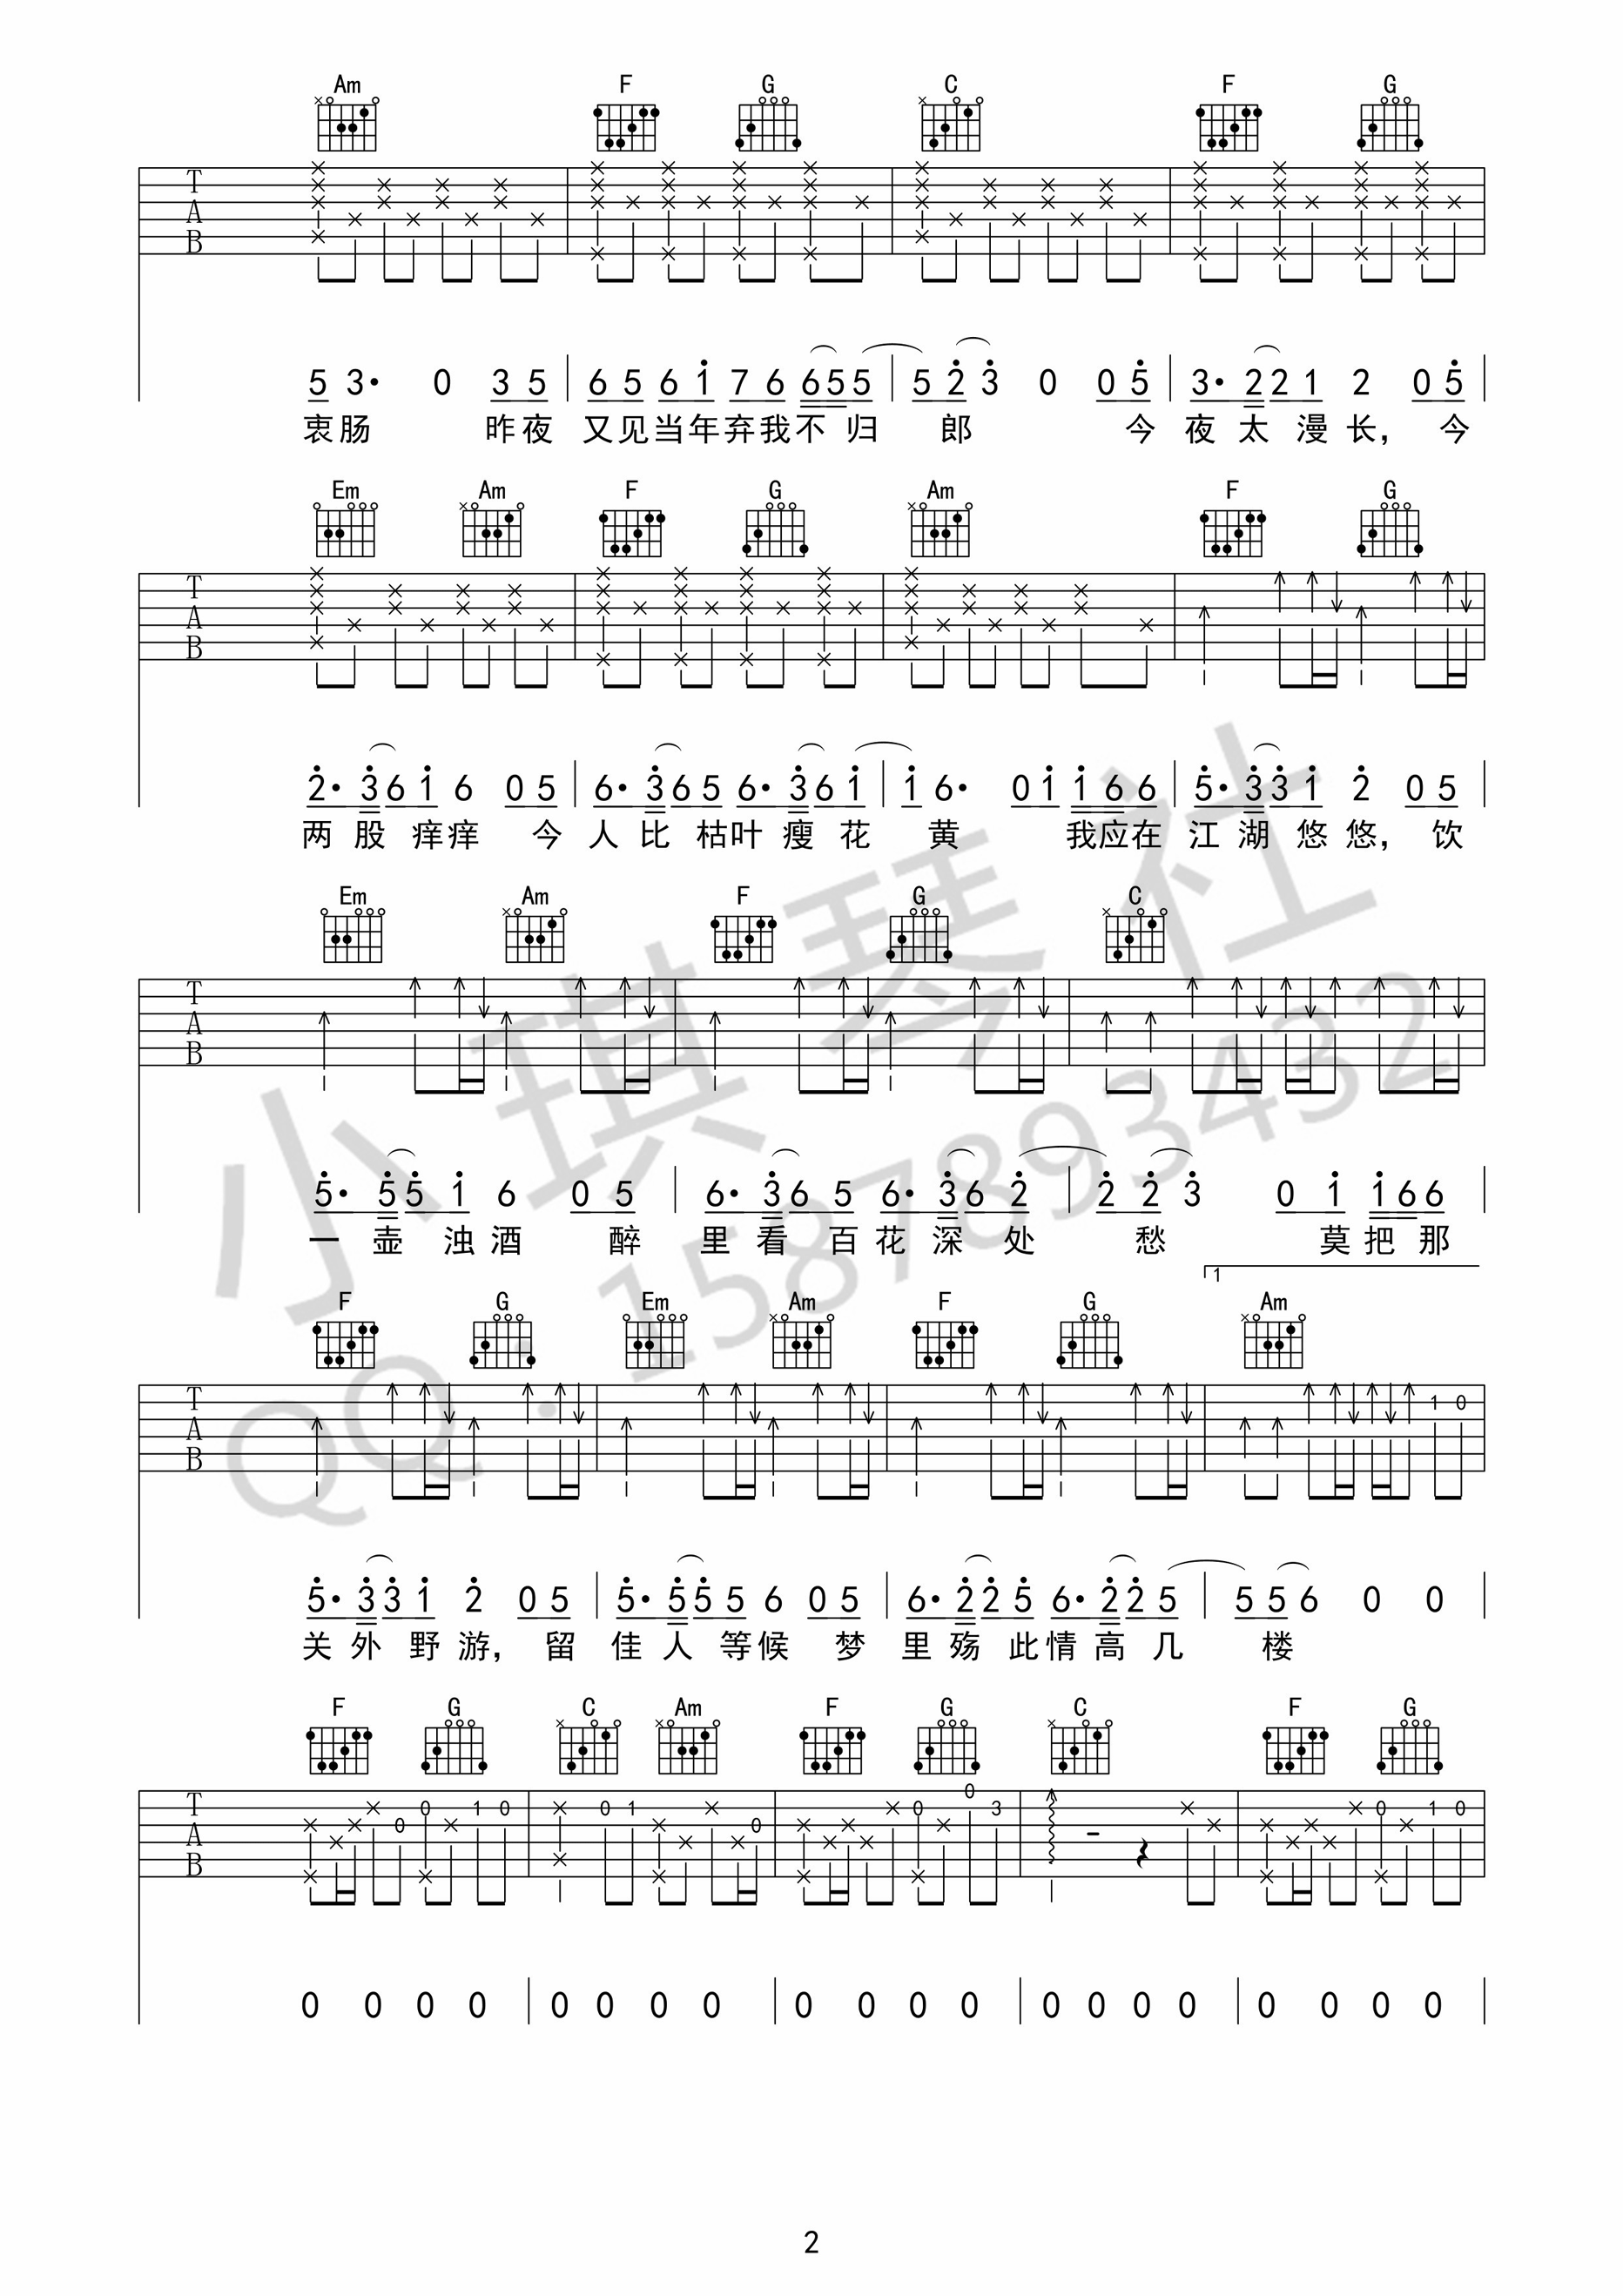 Am F G C F G
T
A
B
5 3· 0 3 5 | 6 5 6 1 7 6 6 5 5 | 5 2 3 0 0 5 | 3· 2 2 1 2 0 5 |
衷肠 昨夜 又见当年弃我不归 郎 今 夜太漫长，今
Em Am F G Am F G
T
A
B
2· 3 6 1 6 0 5 | 6· 3 6 5 6· 3 6 1 | 1 6· 0 1 1 6 6 | 5· 3 3 1 2 0 5 |
两股痒痒 今 人比枯叶瘦花 黄 我应在 江湖悠悠，饮
Em Am F G C
T
A
B
5· 5 5 1 6 0 5 | 6· 3 6 5 6· 3 6 2 | 2 2 3 0 1 1 6 6
一壶浊酒 醉 里看百花深处 愁 莫把那
1
F G Em Am F G Am
T
A
B
1 0
5· 3 3 1 2 0 5 | 5· 5 5 5 6 0 5 | 6· 2 2 5 6· 2 2 5 | 5 5 6 0 0 |
关外野游，留 佳人等候 梦 里殇此情高几 楼
F G C Am F G C F G
T
A
B
0 0 1 0 0 1 0 0 0 3 0 1 0
0 0 0 0 | 0 0 0 0 | 0 0 0 0 | 0 0 0 0 | 0 0 0 0 |
小琪琴社
QQ:1587893432
2